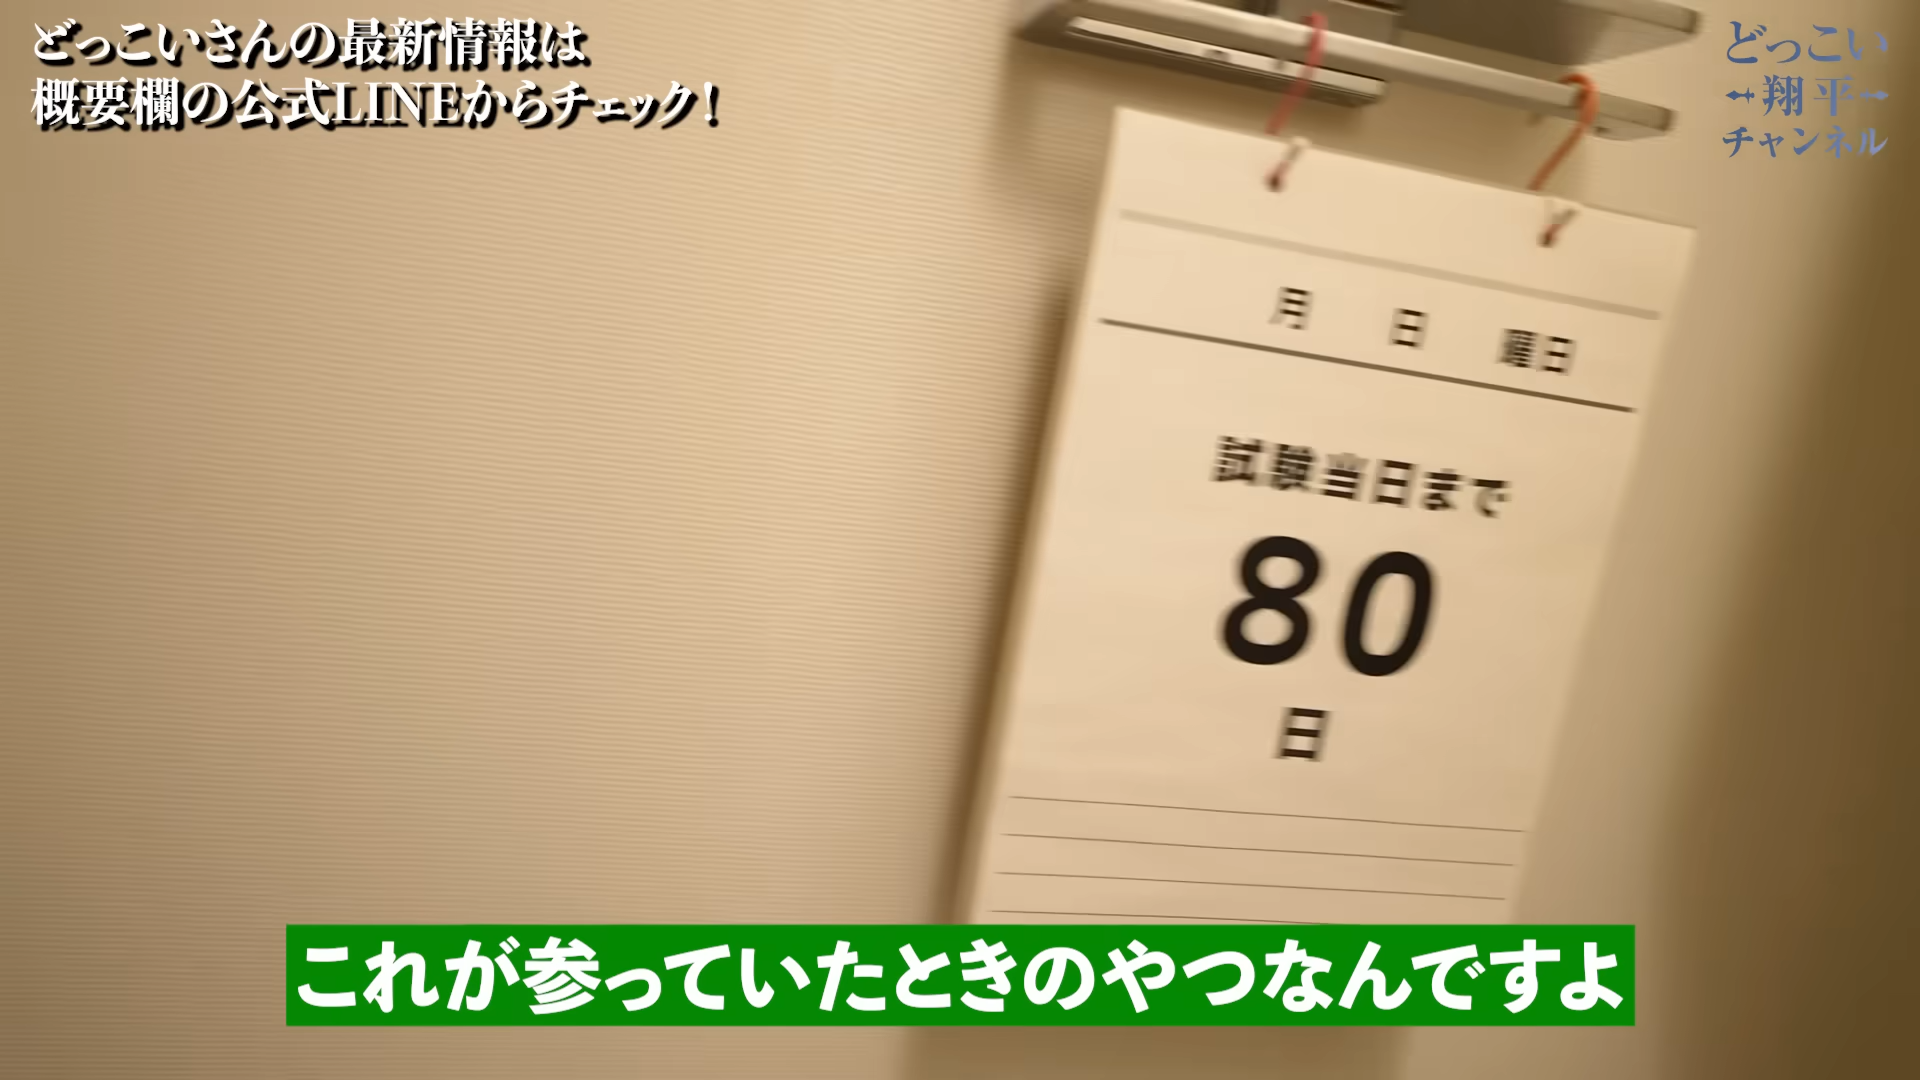 どっこいさんの最新情報は
概要欄の公式LINEからチェック!
どっこい
翔平
チャンネル
月 日 曜日
試験当日まで
80
日
これが参っていたときのやつなんですよ